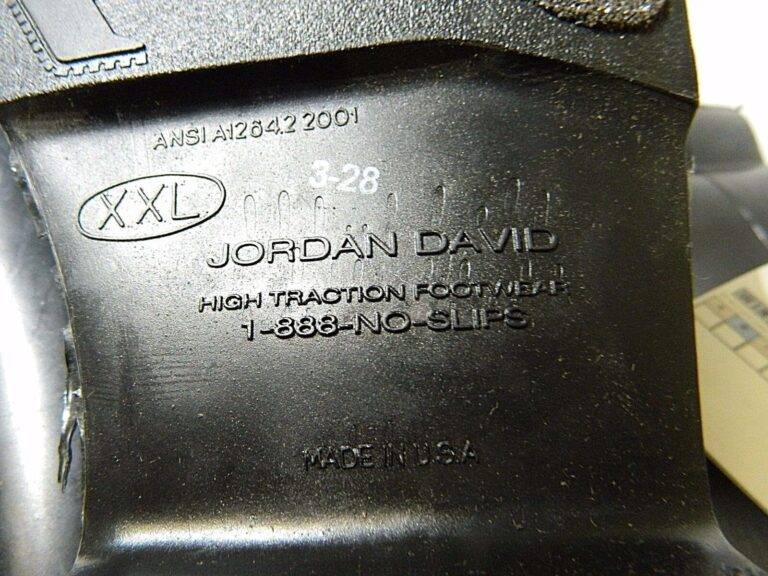 ANSI A1264.2 2001
3-28
XXL
JORDAN DAVID
HIGH TRACTION FOOTWEAR
1-888-NO-SLIPS
MADE IN U.S.A